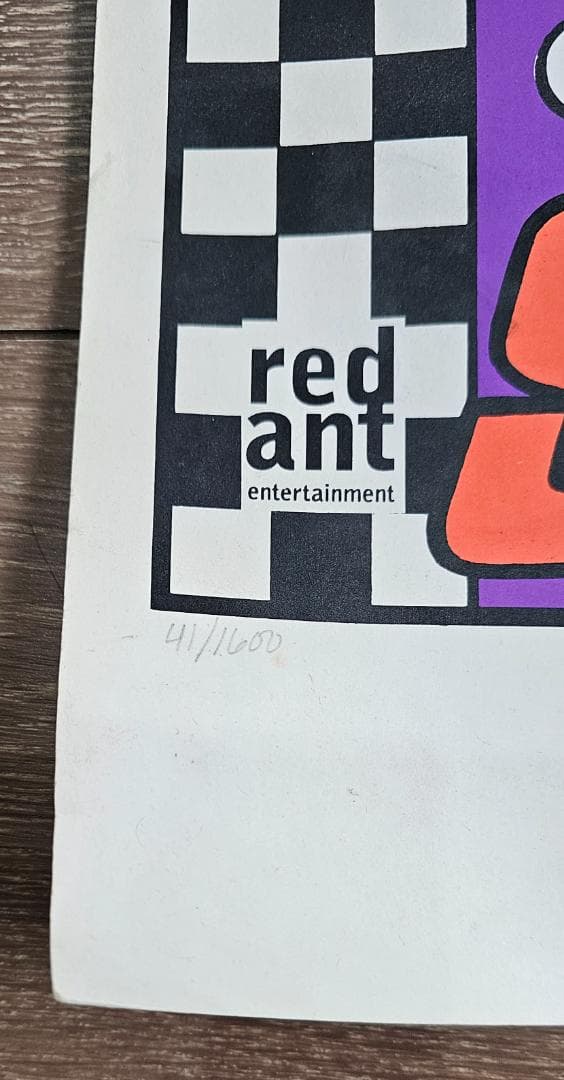 red
ant
entertainment
41/1600